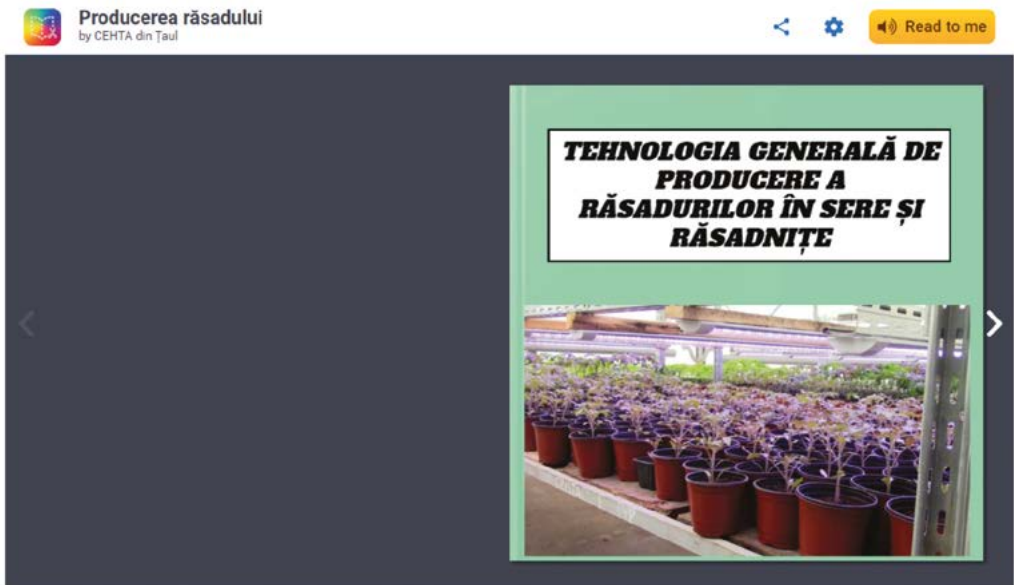 Producerea răsadului
by CEHTA din Țaul
Read to me
TEHNOLOGIA GENERALĂ DE
PRODUCERE A
RĂSADURILOR ÎN SERE ȘI
RĂSADNIȚE